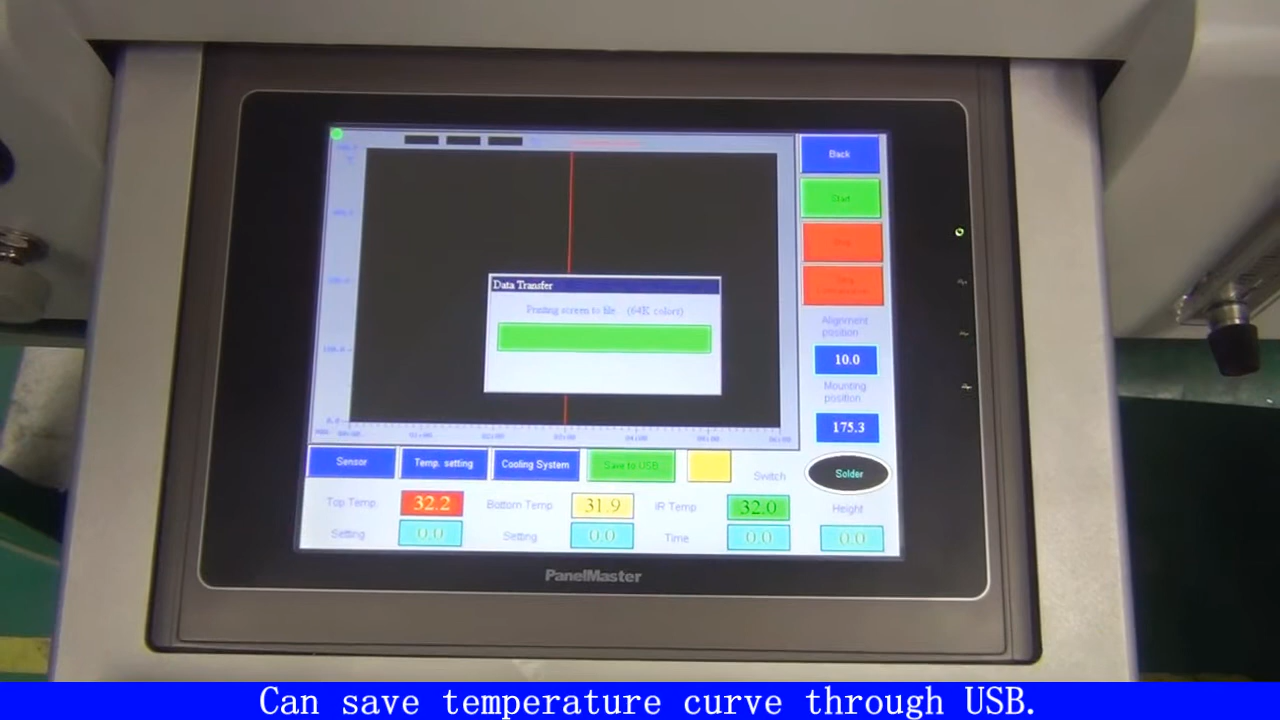 Back
Start
Data Transfer
Printing screen to file. (64K colort)
Alignment
position
10.0
Mounting
position
175.3
Sensor
Temp. setting
Cooling System
Save to USB
Switch
Solder
Top Temp.
32.2
Bottom Temp.
31.9
IR Temp.
32.0
Height
Setting
0.0
Setting
0.0
Time
0.0
0.0
PanelMaster
Can save temperature curve through USB.